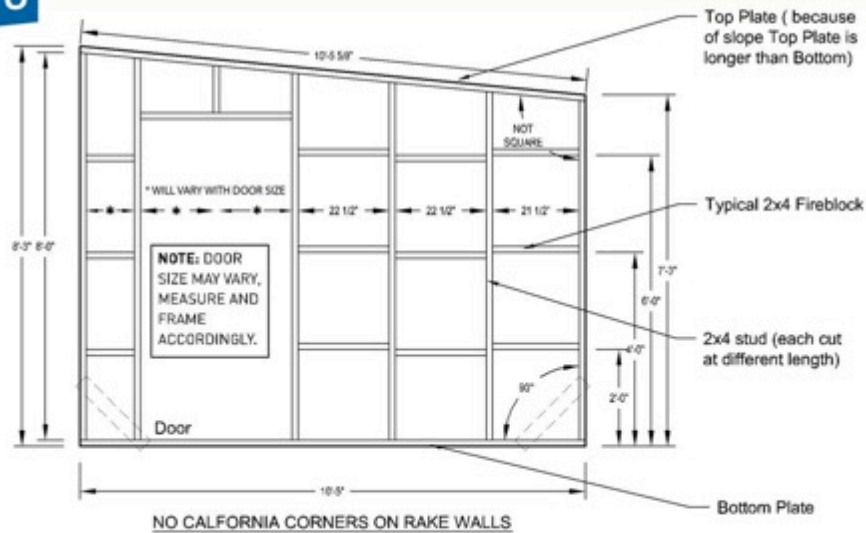 Top Plate ( because
of slope Top Plate is
longer than Bottom)
10'-5 5/8"
NOT
SQUARE
* WILL VARY WITH DOOR SIZE
Typical 2x4 Fireblock
* * *
22 1/2" 22 1/2" 21 1/2"
8'-3" 8'-0"
NOTE: DOOR
SIZE MAY VARY,
MEASURE AND
FRAME
ACCORDINGLY.
7'-3"
6'-0"
4'-0"
2'-0"
2x4 stud (each cut
at different length)
90°
Door
Bottom Plate
NO CALFORNIA CORNERS ON RAKE WALLS